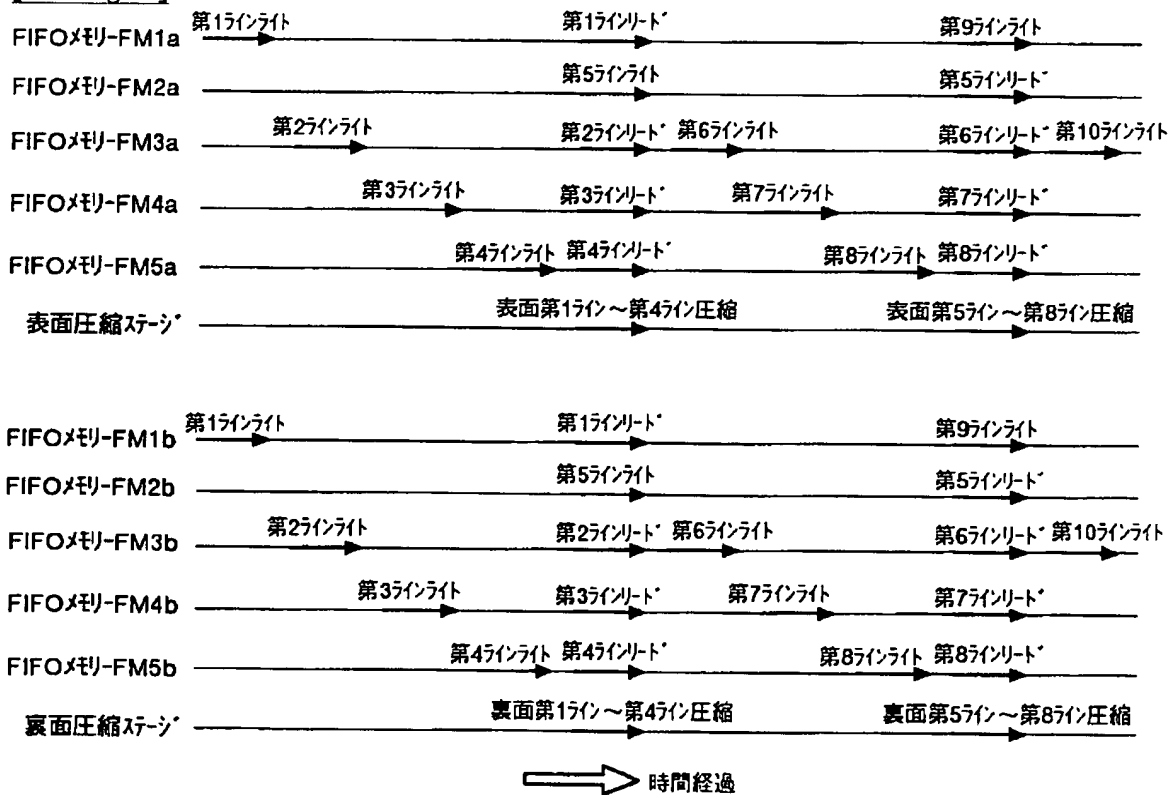 第1ラインライト 第1ラインリード 第9ラインライト
FIFOメモリーFM1a
第5ラインライト 第5ラインリード
FIFOメモリーFM2a
第2ラインライト 第2ラインリード 第6ラインライト 第6ラインリード 第10ラインライト
FIFOメモリーFM3a
第3ラインライト 第3ラインリード 第7ラインライト 第7ラインリード
FIFOメモリーFM4a
第4ラインライト 第4ラインリード 第8ラインライト 第8ラインリード
FIFOメモリーFM5a
表面第1ライン～第4ライン圧縮 表面第5ライン～第8ライン圧縮
表面圧縮ステージ
第1ラインライト 第1ラインリード 第9ラインライト
FIFOメモリーFM1b
第5ラインライト 第5ラインリード
FIFOメモリーFM2b
第2ラインライト 第2ラインリード 第6ラインライト 第6ラインリード 第10ラインライト
FIFOメモリーFM3b
第3ラインライト 第3ラインリード 第7ラインライト 第7ラインリード
FIFOメモリーFM4b
第4ラインライト 第4ラインリード 第8ラインライト 第8ラインリード
FIFOメモリーFM5b
裏面第1ライン～第4ライン圧縮 裏面第5ライン～第8ライン圧縮
裏面圧縮ステージ
時間経過